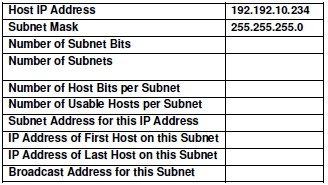 Host IP Address 192.192.10.234
Subnet Mask 255.255.255.0
Number of Subnet Bits
Number of Subnets
Number of Host Bits per Subnet
Number of Usable Hosts per Subnet
Subnet Address for this IP Address
IP Address of First Host on this Subnet
IP Address of Last Host on this Subnet
Broadcast Address for this Subnet